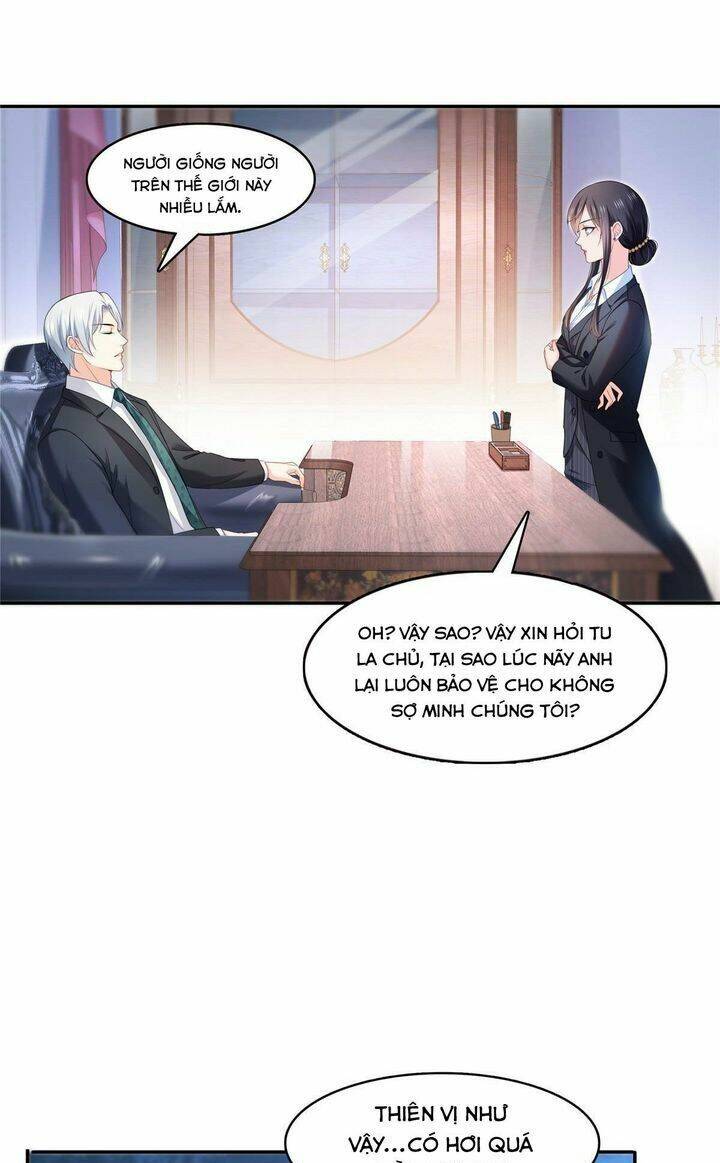 NGƯỜI GIỐNG NGƯỜI
TRÊN THẾ GIỚI NÀY
NHIỀU LẮM.
OH? VẬY SAO? VẬY XIN HỎI TU
LA CHỦ, TẠI SAO LÚC NÃY ANH
LẠI LUÔN BẢO VỆ CHO KHÔNG
SỢ MINH CHÚNG TÔI?
THIÊN VỊ NHƯ
VẬY...CÓ HƠI QUÁ